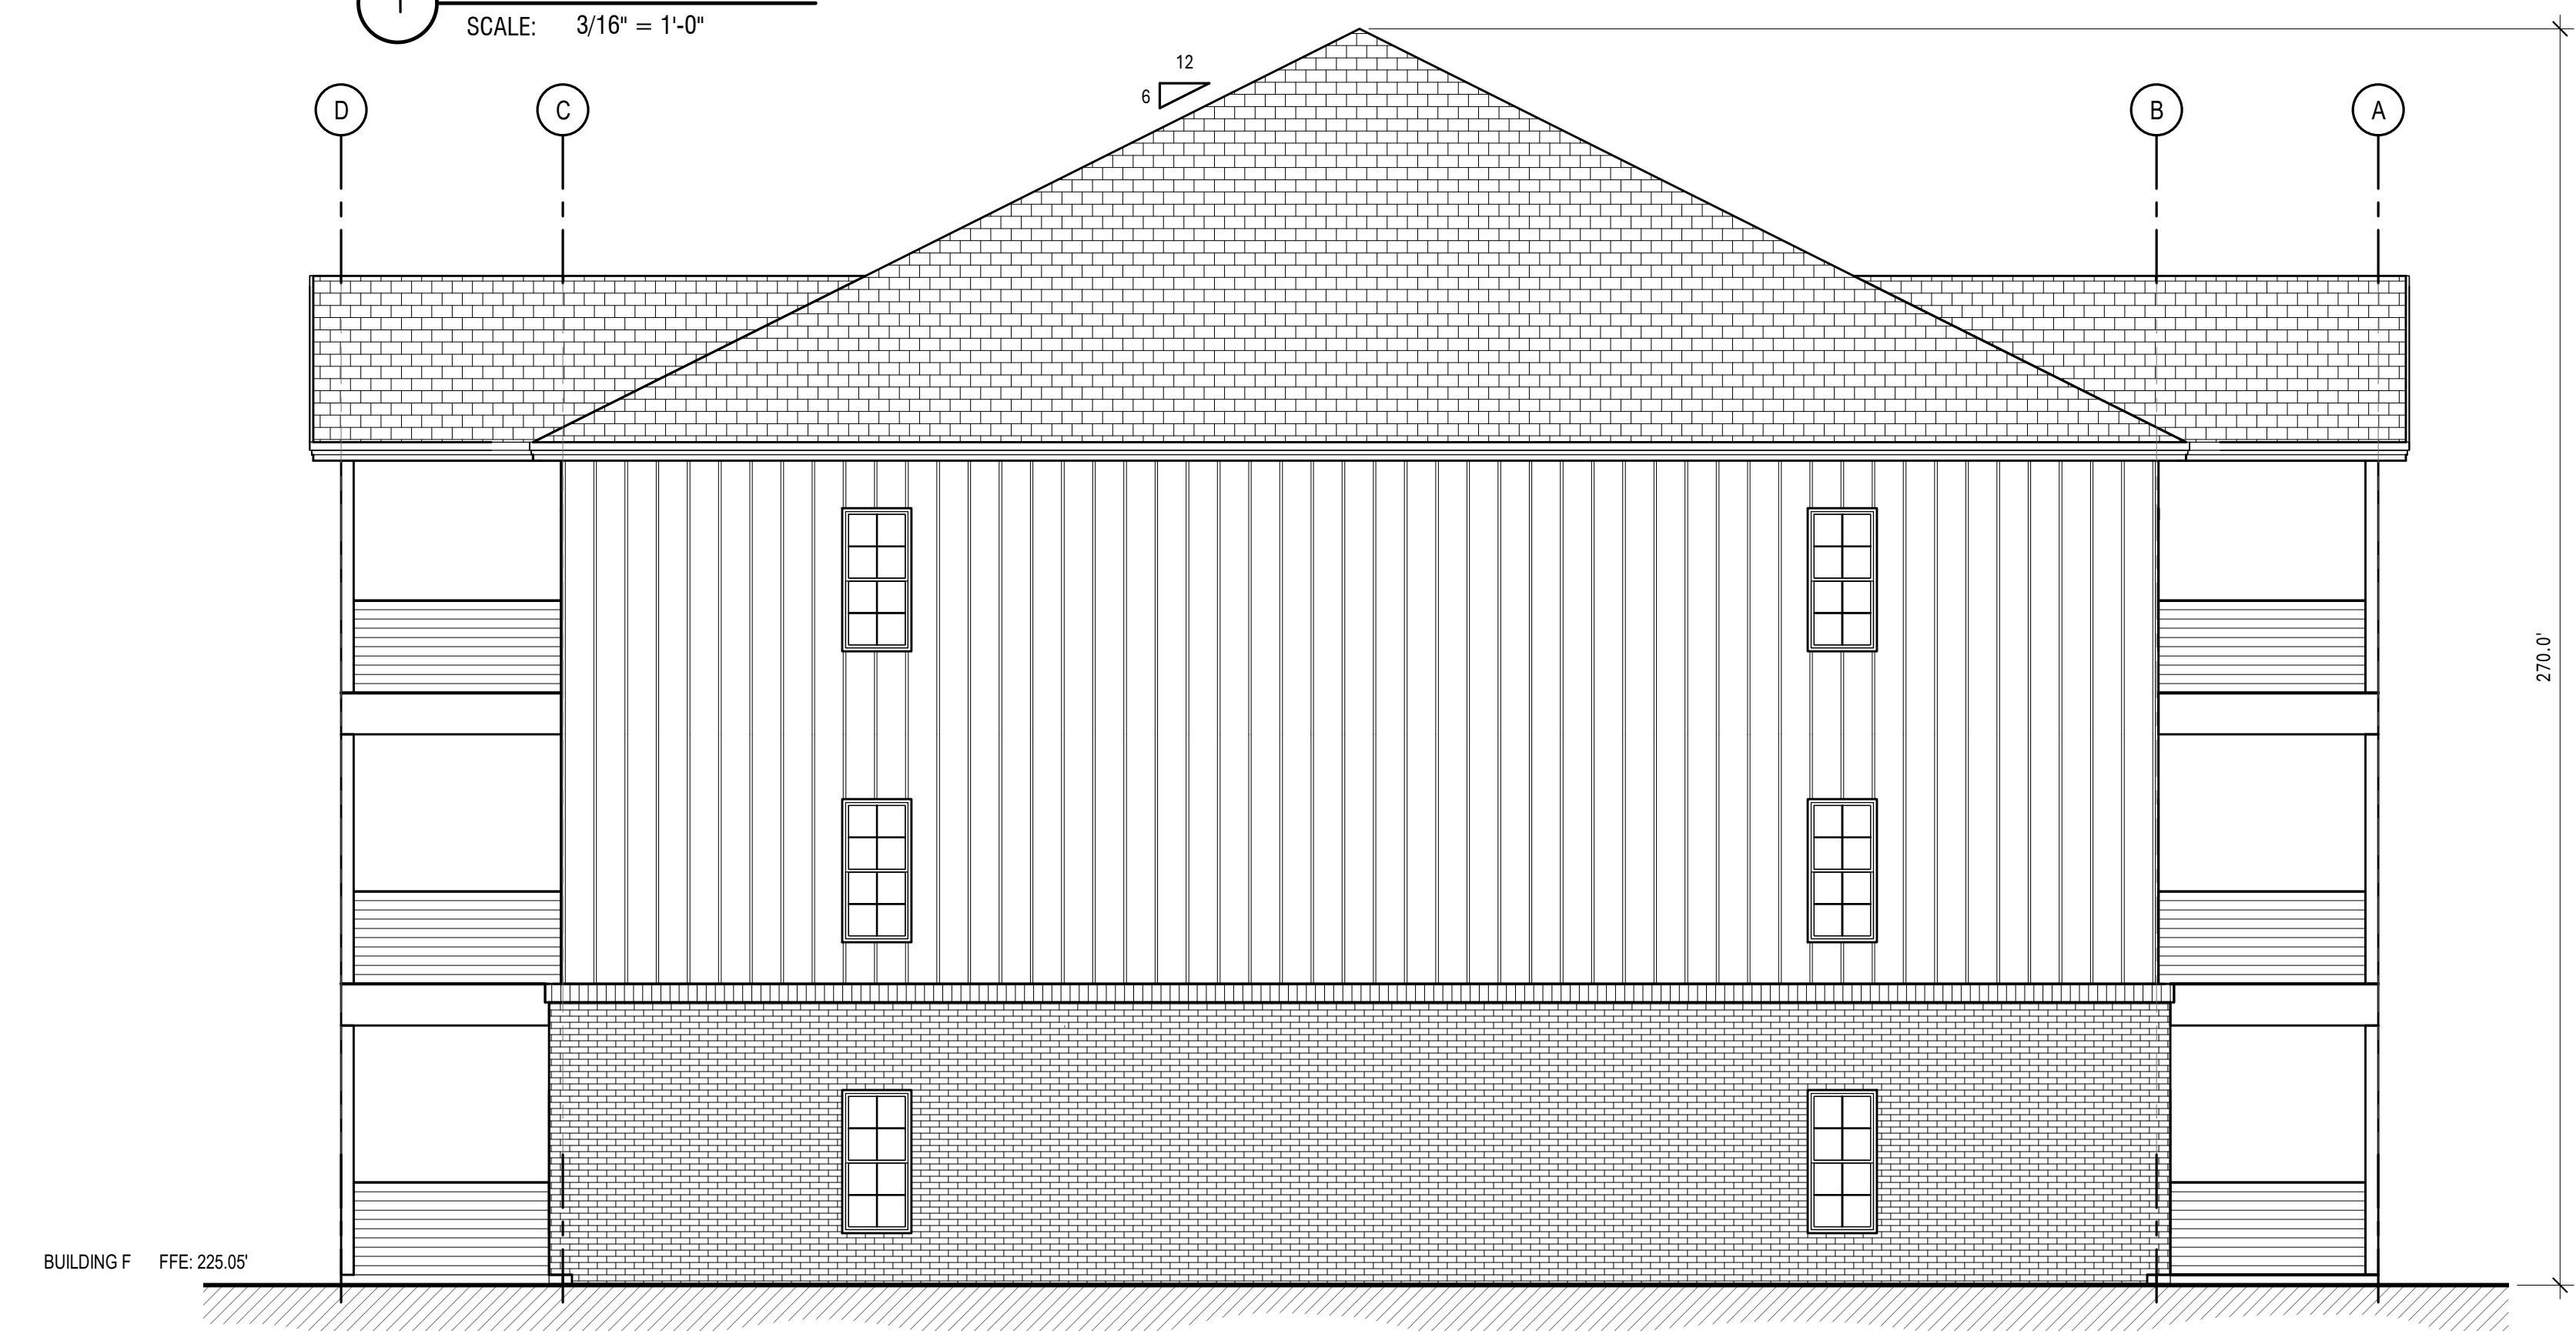 1
SCALE: 3/16" = 1'-0"
12
6
D
C
B
A
270.0'
BUILDING F FFE: 225.05'